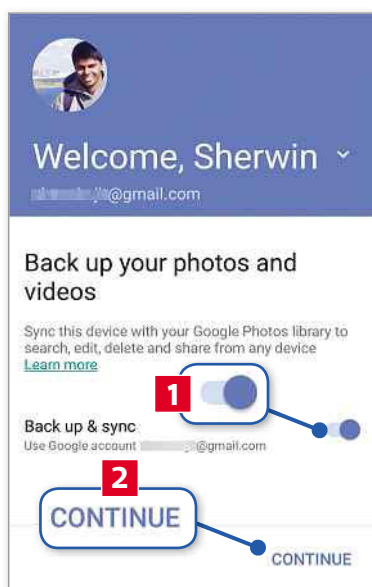 Welcome, Sherwin
@gmail.com
Back up your photos and
videos
Sync this device with your Google Photos library to
search, edit, delete and share from any device
Learn more
1
Back up & sync
Use Google account @gmail.com
2
CONTINUE
CONTINUE